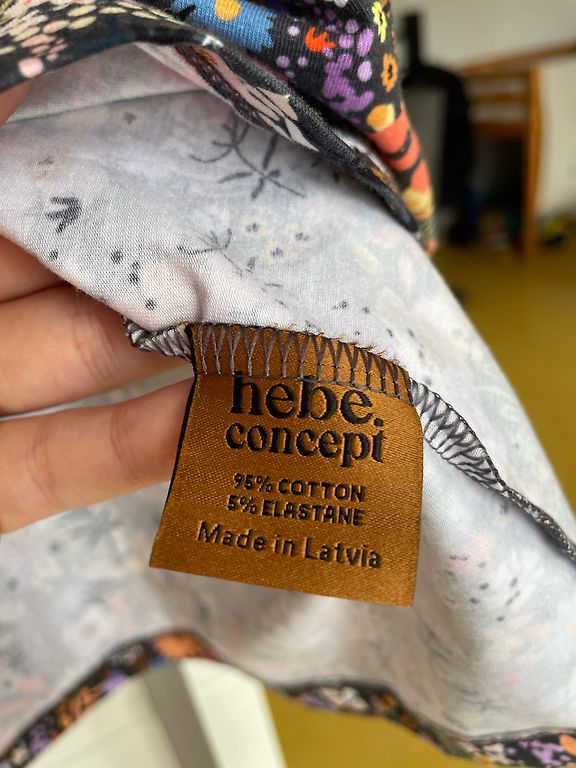 hebe.
concept
95% COTTON
5% ELASTANE
Made in Latvia